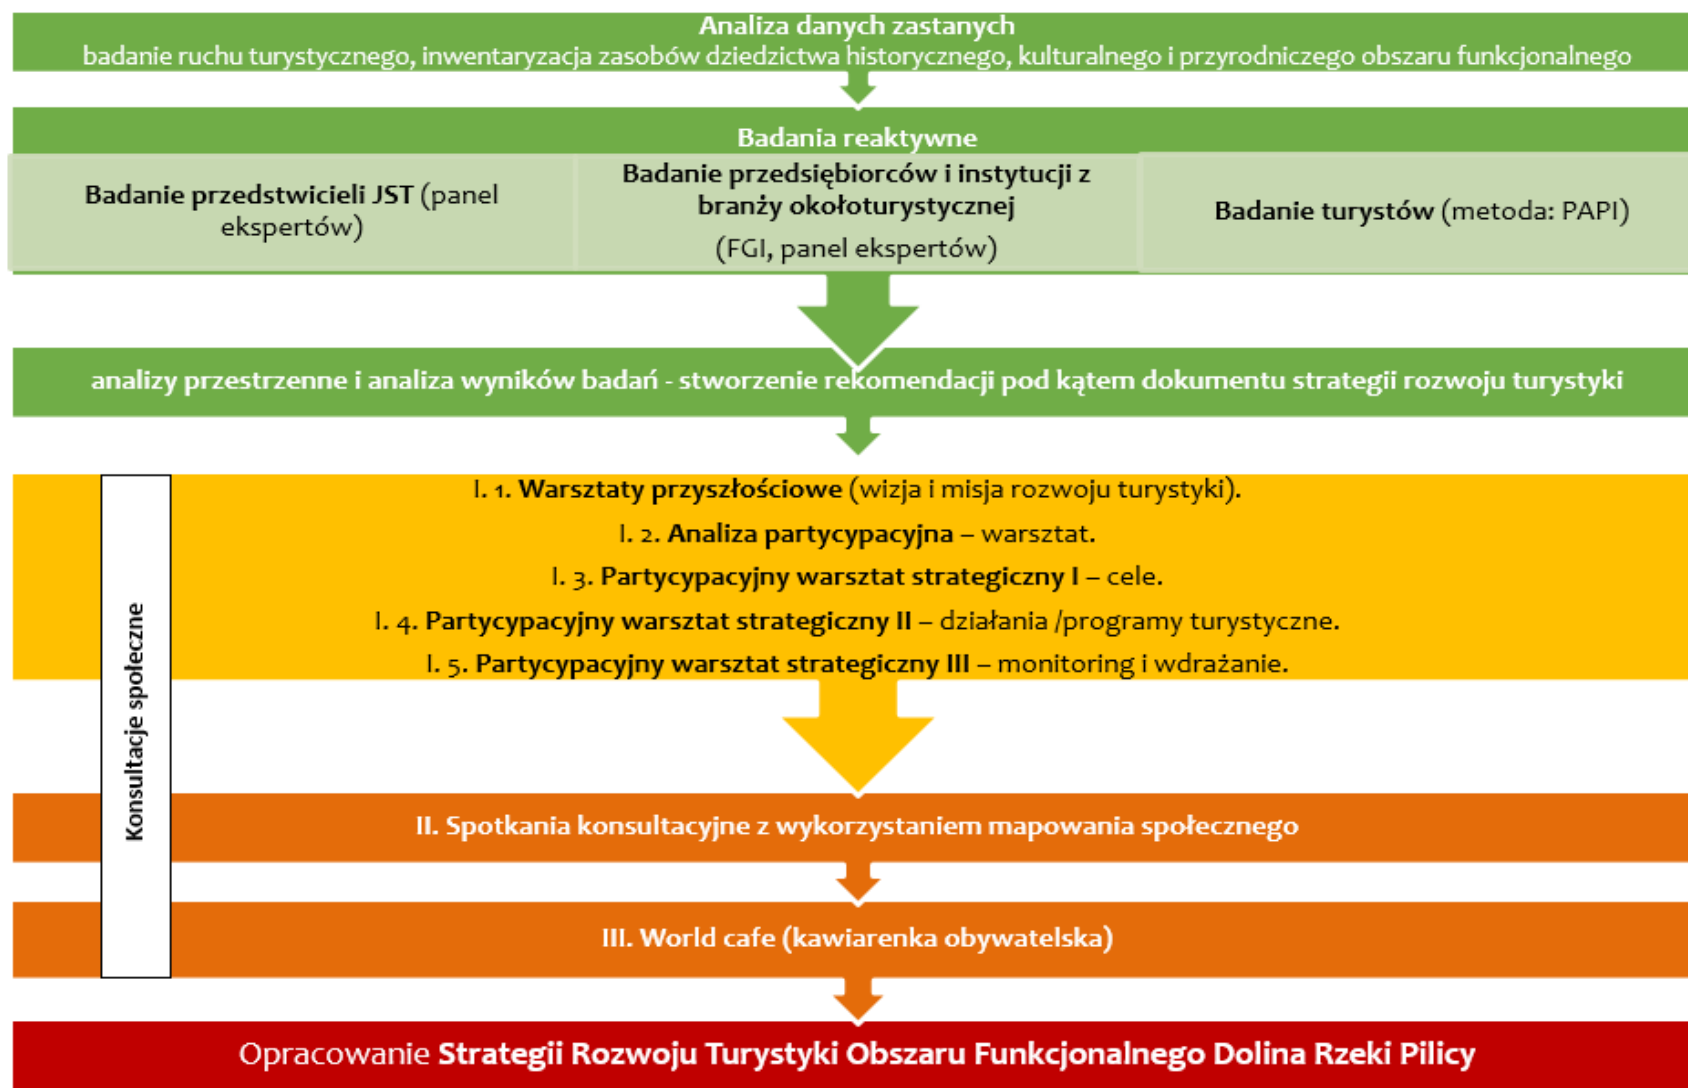 Analiza danych zastanych
badanie ruchu turystycznego, inwentaryzacja zasobów dziedzictwa historycznego, kulturalnego i przyrodniczego obszaru funkcjonalnego
Badania reaktywne
Badanie przedstwicieli JST (panel
ekspertów)
Badanie przedsiębiorców i instytucji z
branży okołoturystycznej
(FGI, panel ekspertów)
Badanie turystów (metoda: PAPI)
analizy przestrzenne i analiza wyników badań - stworzenie rekomendacji pod kątem dokumentu strategii rozwoju turystyki
Konsultacje społeczne
I. 1. Warsztaty przyszłościowe (wizja i misja rozwoju turystyki).
I. 2. Analiza partycypacyjna – warsztat.
I. 3. Partycypacyjny warsztat strategiczny I – cele.
I. 4. Partycypacyjny warsztat strategiczny II – działania /programy turystyczne.
I. 5. Partycypacyjny warsztat strategiczny III – monitoring i wdrażanie.
II. Spotkania konsultacyjne z wykorzystaniem mapowania społecznego
III. World cafe (kawiarenka obywatelska)
Opracowanie Strategii Rozwoju Turystyki Obszaru Funkcjonalnego Dolina Rzeki Pilicy